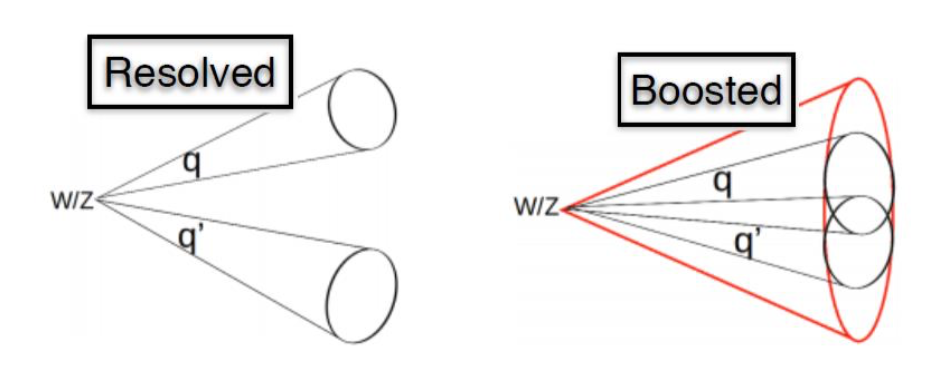 Resolved
q
W/Z
q'
Boosted
q
W/Z
q'